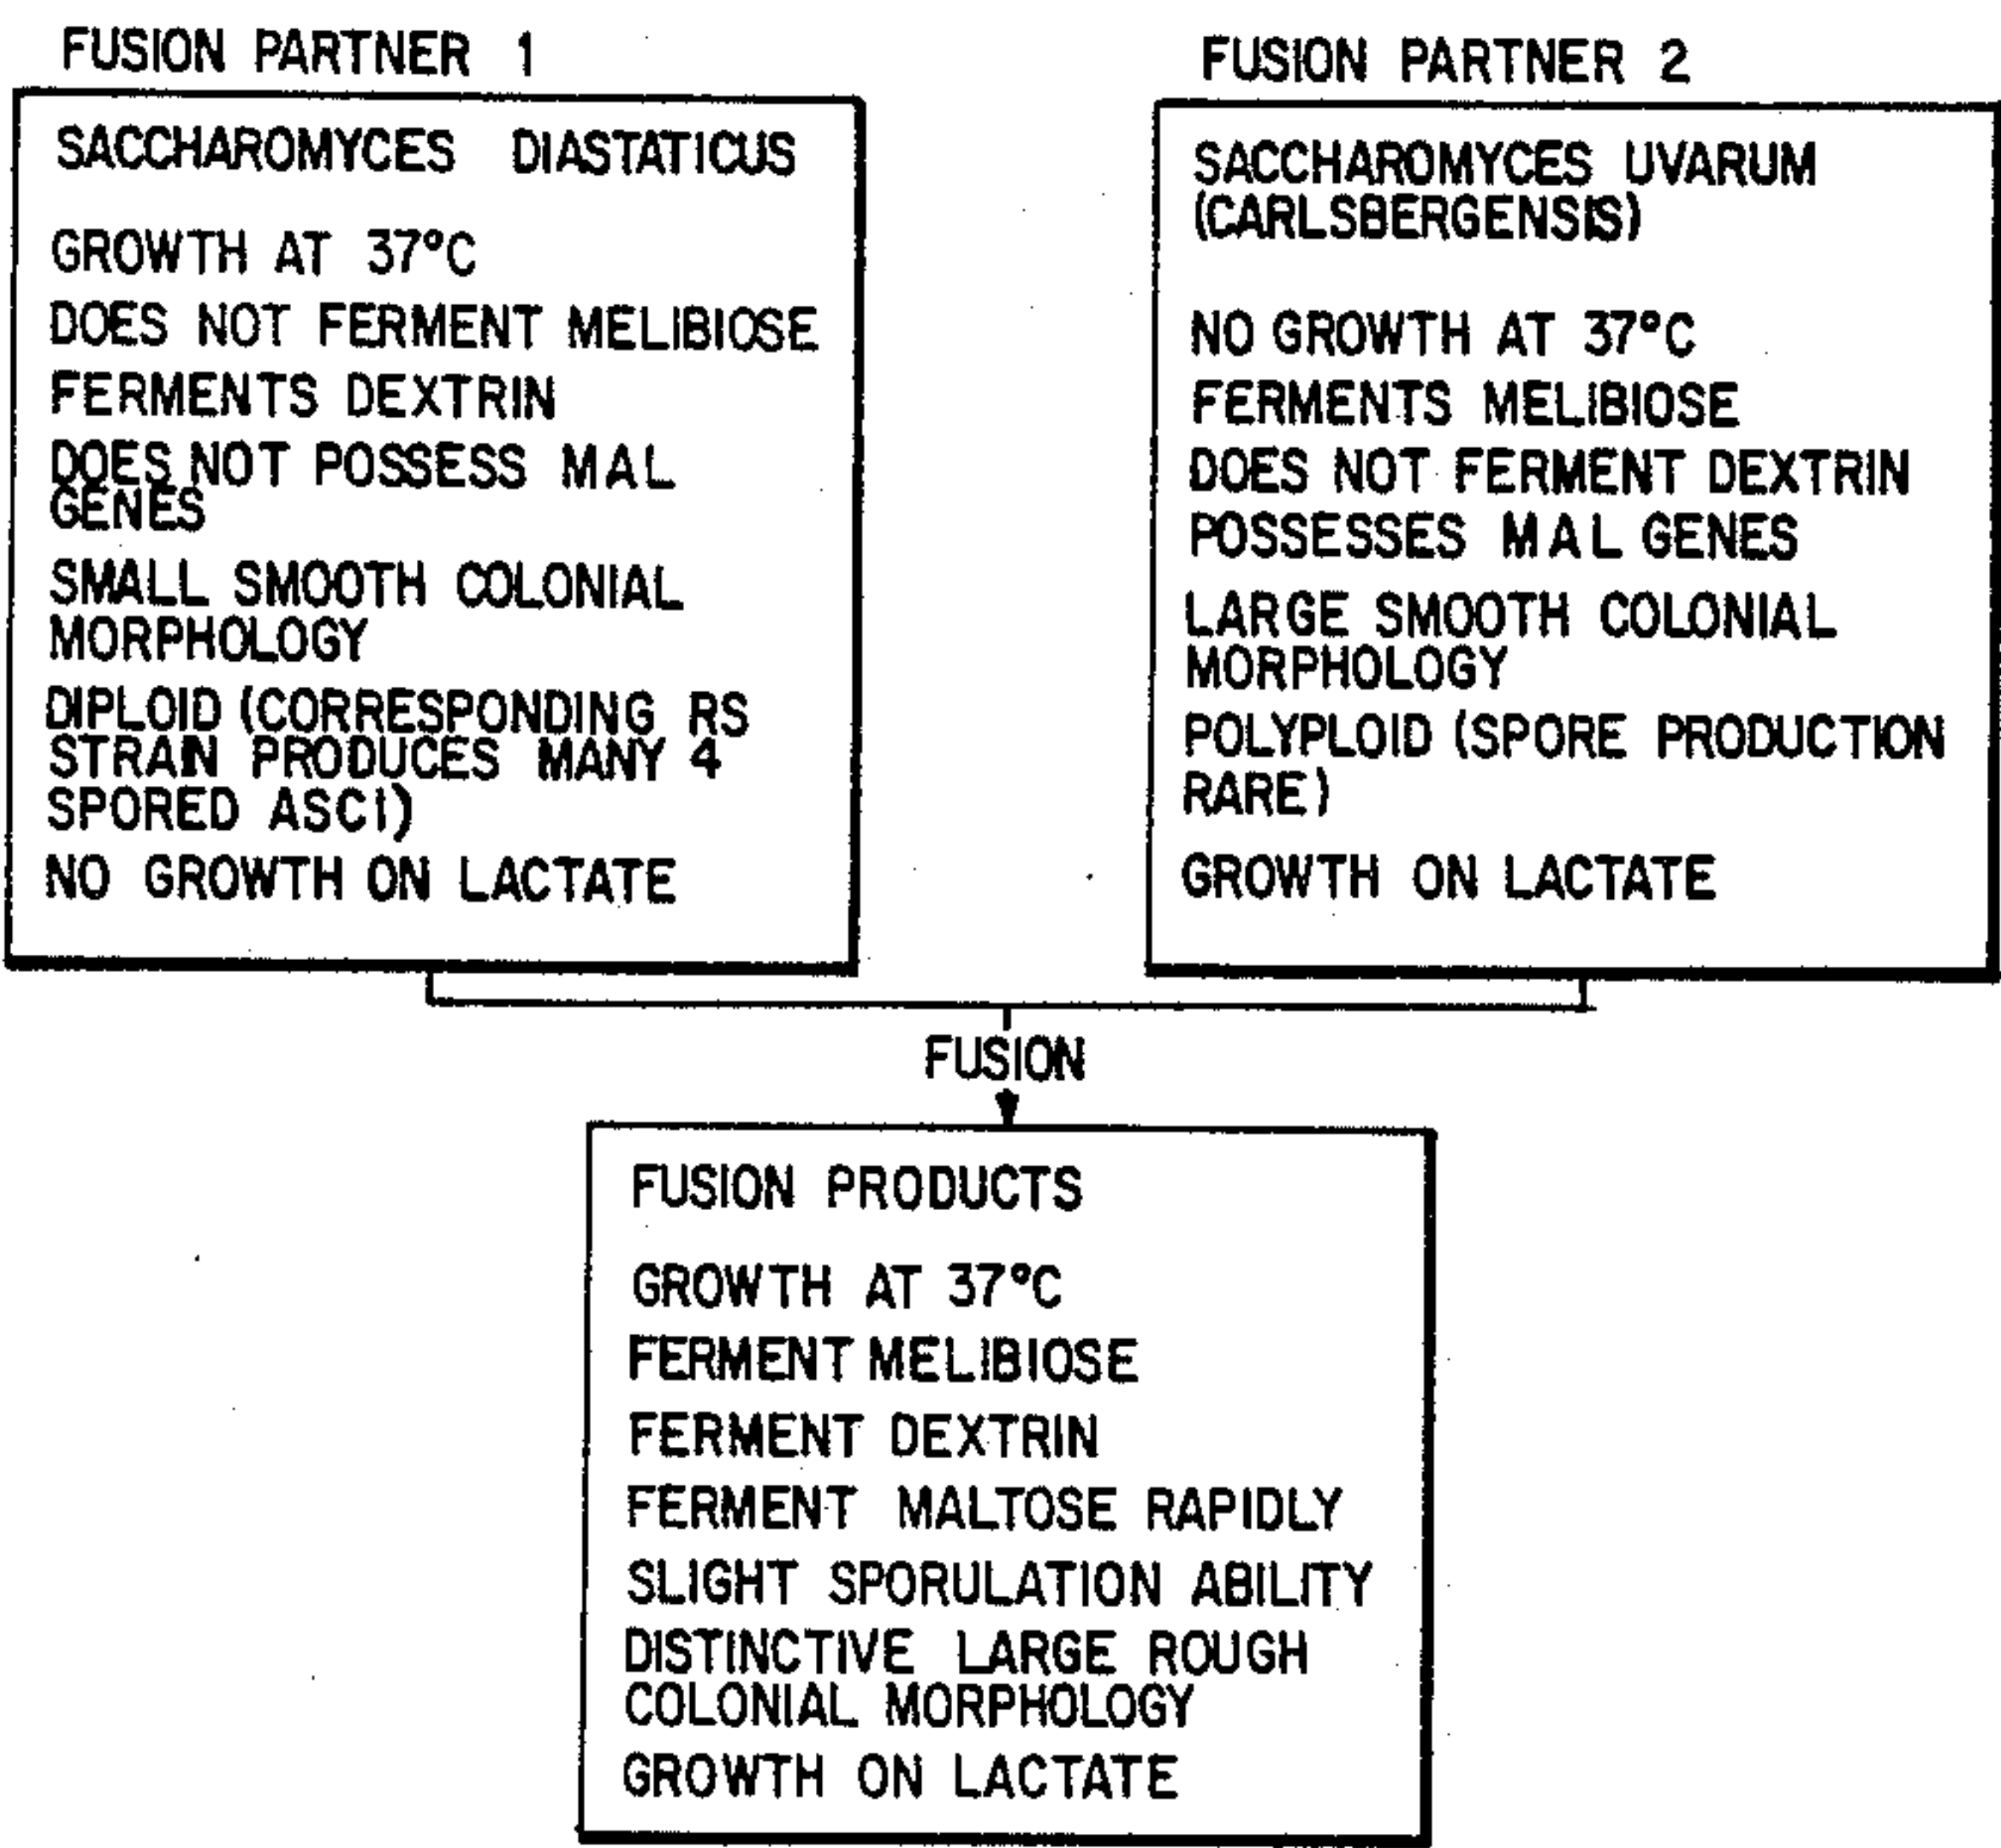 FUSION PARTNER 1
SACCHAROMYCES DIASTATICUS
GROWTH AT 37°C
DOES NOT FERMENT MELIBIOSE
FERMENTS DEXTRIN
DOES NOT POSSESS MAL
GENES
SMALL SMOOTH COLONIAL
MORPHOLOGY
DIPLOID (CORRESPONDING RS
STRAIN PRODUCES MANY 4
SPORED ASCI)
NO GROWTH ON LACTATE
FUSION PARTNER 2
SACCHAROMYCES UVARUM
(CARLSBERGENSIS)
NO GROWTH AT 37°C
FERMENTS MELIBIOSE
DOES NOT FERMENT DEXTRIN
POSSESSES MAL GENES
LARGE SMOOTH COLONIAL
MORPHOLOGY
POLYPLOID (SPORE PRODUCTION
RARE)
GROWTH ON LACTATE
FUSION
FUSION PRODUCTS
GROWTH AT 37°C
FERMENT MELIBIOSE
FERMENT DEXTRIN
FERMENT MALTOSE RAPIDLY
SLIGHT SPORULATION ABILITY
DISTINCTIVE LARGE ROUGH
COLONIAL MORPHOLOGY
GROWTH ON LACTATE